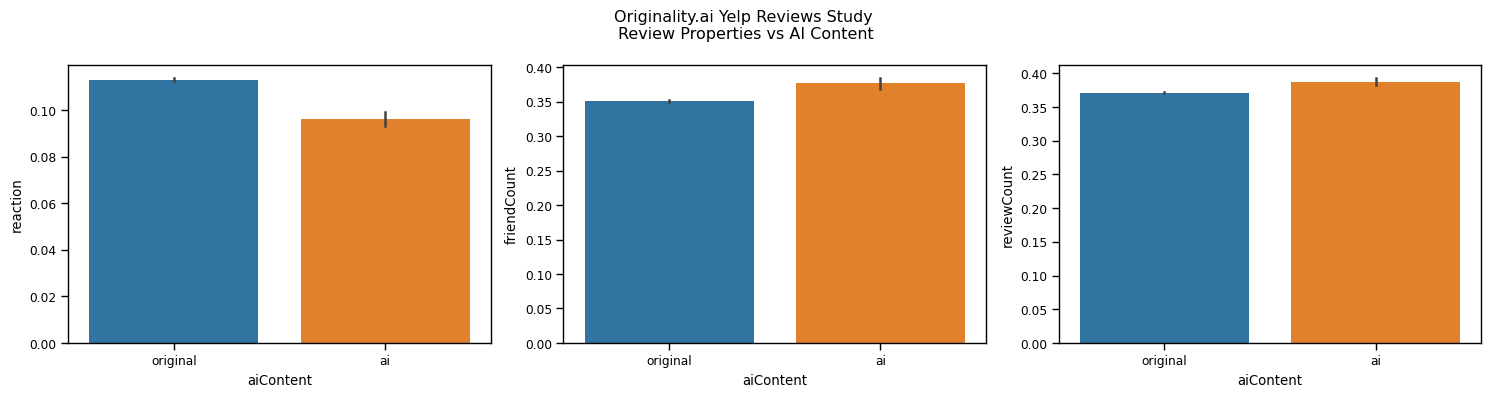 Originality.ai Yelp Reviews Study
Review Properties vs AI Content
reaction
0.10
0.08
0.06
0.04
0.02
0.00
original
ai
aiContent
friendCount
0.40
0.35
0.30
0.25
0.20
0.15
0.10
0.05
0.00
original
ai
aiContent
reviewCount
0.40
0.35
0.30
0.25
0.20
0.15
0.10
0.05
0.00
original
ai
aiContent